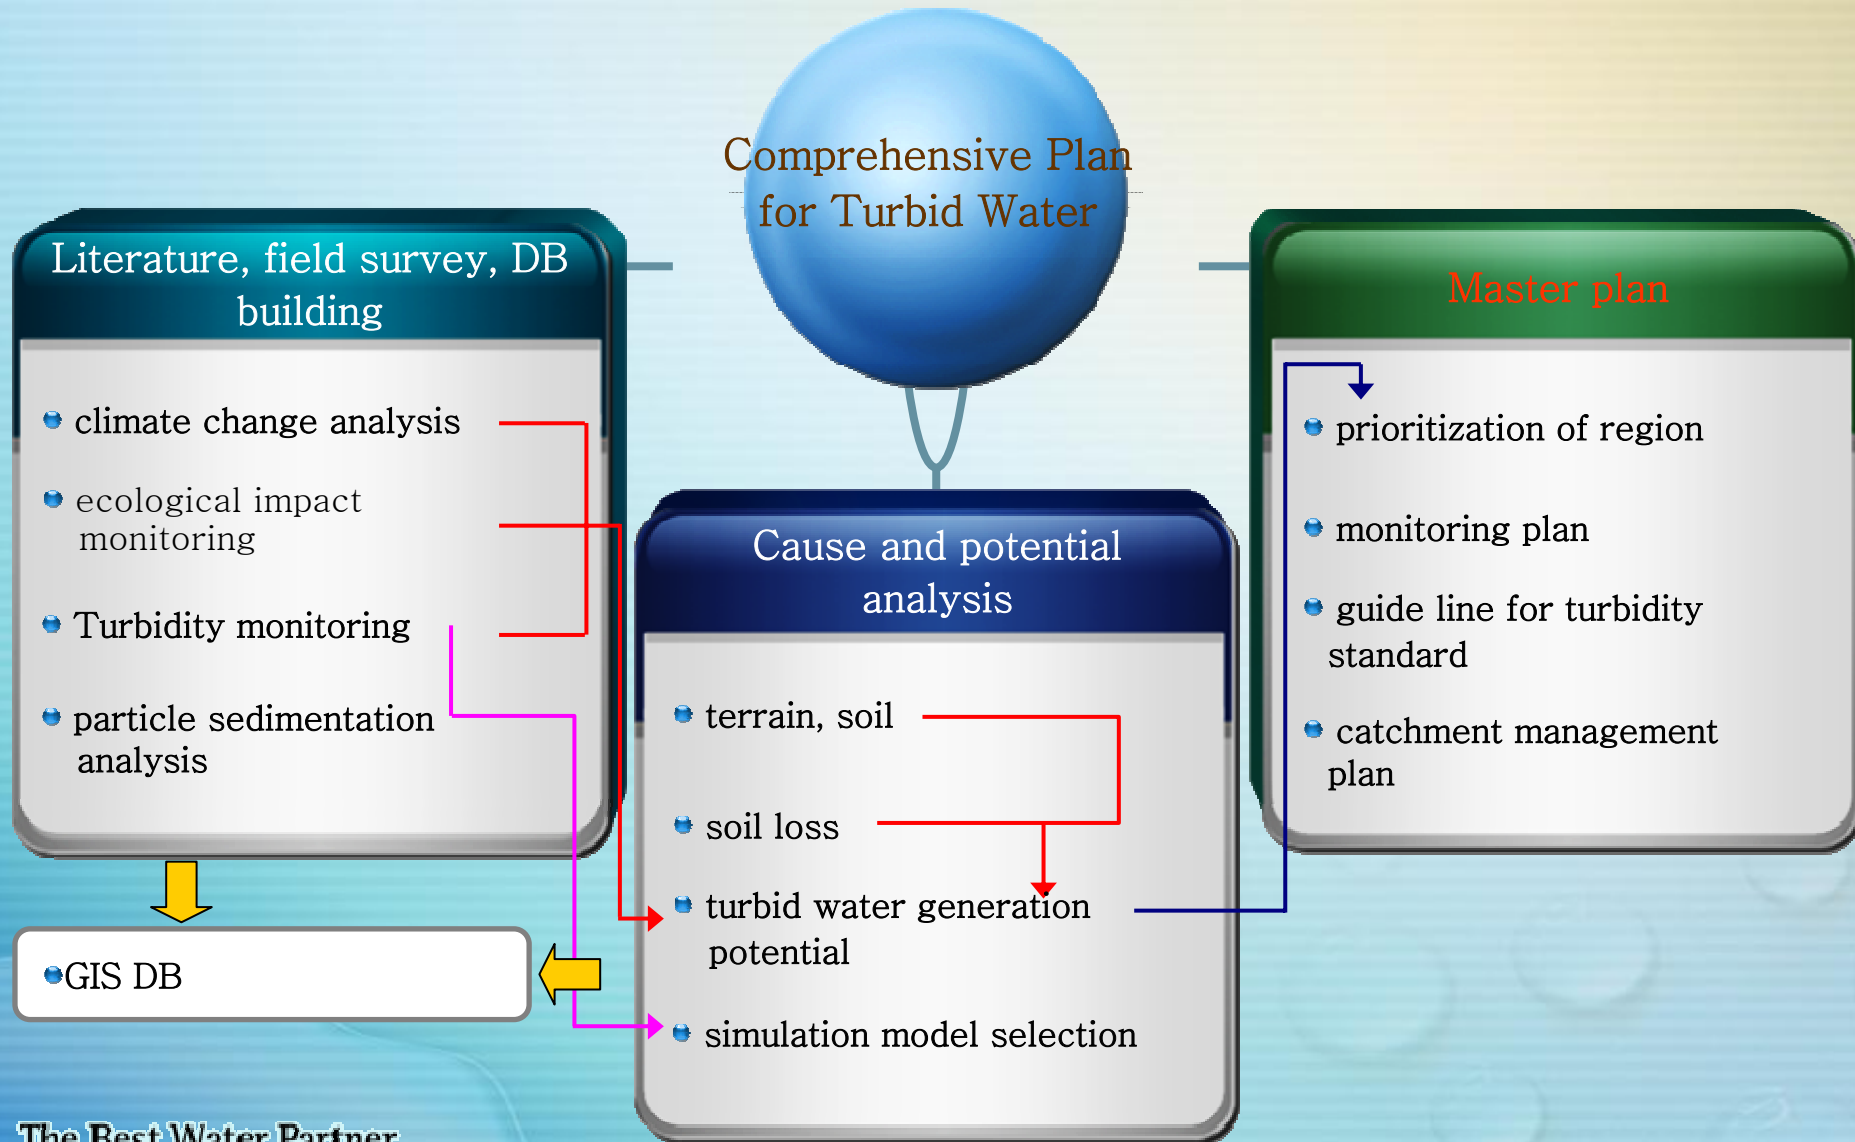 Comprehensive Plan
for Turbid Water
Literature, field survey, DB
building
climate change analysis
ecological impact
monitoring
Turbidity monitoring
particle sedimentation
analysis
GIS DB
Cause and potential
analysis
terrain, soil
soil loss
turbid water generation
potential
simulation model selection
Master plan
prioritization of region
monitoring plan
guide line for turbidity
standard
catchment management
plan
The Best Water Partner